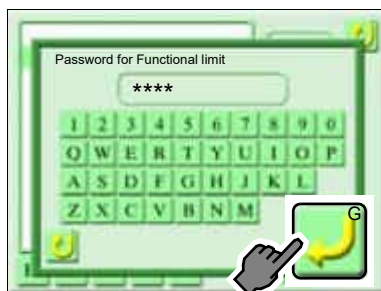 Password for Functional limit
****
1 2 3 4 5 6 7 8 9 0
Q W E R T Y U I O P
A S D F G H J K L
Z X C V B N M
G